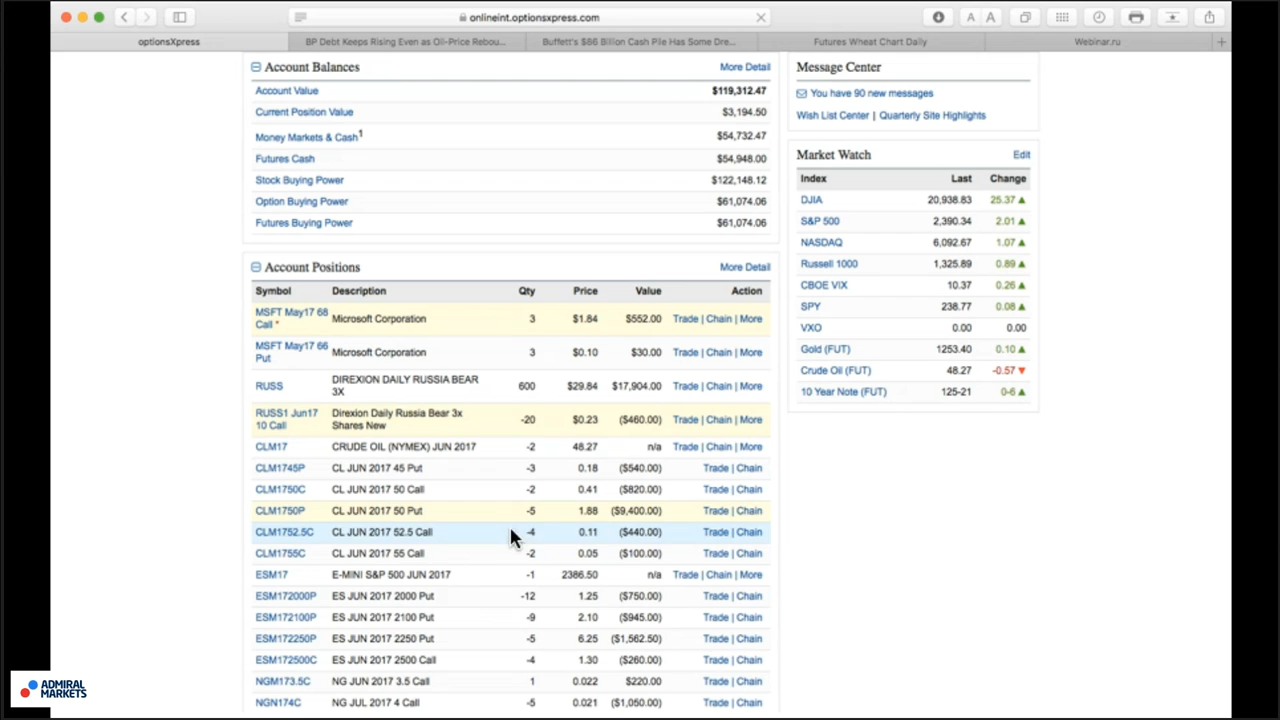 onlineint.optionsxpress.com
A A
optionsXpress
BP Debt Keeps Rising Even as Oil-Price Rebou...
Buffett's $86 Billion Cash Pile Has Some Dre...
Futures Wheat Chart Daily
Webinar.ru
Account Balances More Detail
Account Value $119,312.47
Current Position Value $3,194.50
Money Markets & Cash1 $54,732.47
Futures Cash $54,948.00
Stock Buying Power $122,148.12
Option Buying Power $61,074.06
Futures Buying Power $61,074.06
Account Positions More Detail
Symbol Description Qty Price Value Action
MSFT May17 68 Call * Microsoft Corporation 3 $1.84 $552.00 Trade | Chain | More
MSFT May17 66 Put Microsoft Corporation 3 $0.10 $30.00 Trade | Chain | More
RUSS DIREXION DAILY RUSSIA BEAR 3X 600 $29.84 $17,904.00 Trade | Chain | More
RUSS1 Jun17 10 Call Direxion Daily Russia Bear 3x Shares New -20 $0.23 ($460.00) Trade | Chain | More
CLM17 CRUDE OIL (NYMEX) JUN 2017 -2 48.27 n/a Trade | Chain | More
CLM1745P CL JUN 2017 45 Put -3 0.18 ($540.00) Trade | Chain
CLM1750C CL JUN 2017 50 Call -2 0.41 ($820.00) Trade | Chain
CLM1750P CL JUN 2017 50 Put -5 1.88 ($9,400.00) Trade | Chain
CLM1752.5C CL JUN 2017 52.5 Call -4 0.11 ($440.00) Trade | Chain
CLM1755C CL JUN 2017 55 Call -2 0.05 ($100.00) Trade | Chain
ESM17 E-MINI S&P 500 JUN 2017 -1 2386.50 n/a Trade | Chain | More
ESM172000P ES JUN 2017 2000 Put -12 1.25 ($750.00) Trade | Chain
ESM172100P ES JUN 2017 2100 Put -9 2.10 ($945.00) Trade | Chain
ESM172250P ES JUN 2017 2250 Put -5 6.25 ($1,562.50) Trade | Chain
ESM172500C ES JUN 2017 2500 Call -4 1.30 ($260.00) Trade | Chain
NGM173.5C NG JUN 2017 3.5 Call 1 0.022 $220.00 Trade | Chain
NGN174C NG JUL 2017 4 Call -5 0.021 ($1,050.00) Trade | Chain
Message Center
You have 90 new messages
Wish List Center | Quarterly Site Highlights
Market Watch Edit
Index Last Change
DJIA 20,938.83 25.37 ▲
S&P 500 2,390.34 2.01 ▲
NASDAQ 6,092.67 1.07 ▲
Russell 1000 1,325.89 0.89 ▲
CBOE VIX 10.37 0.26 ▲
SPY 238.77 0.08 ▲
VXO 0.00 0.00
Gold (FUT) 1253.40 0.10 ▲
Crude Oil (FUT) 48.27 -0.57 ▼
10 Year Note (FUT) 125-21 0-6 ▲
ADMIRAL
MARKETS